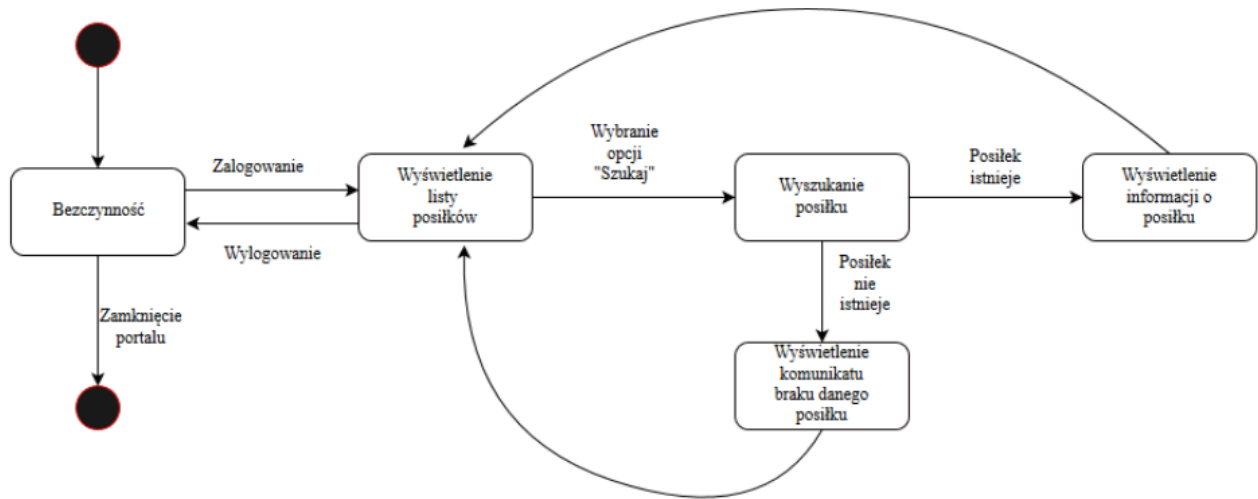 Bezczynność
Zalogowanie
Wylogowanie
Zamknięcie
portalu
Wyświetlenie
listy
posiłków
Wybranie
opcji
"Szukaj"
Wyszukanie
posiłku
Posiłek
istnieje
Wyświetlenie
informacji o
posiłku
Posiłek
nie
istnieje
Wyświetlenie
komunikatu
braku danego
posiłku